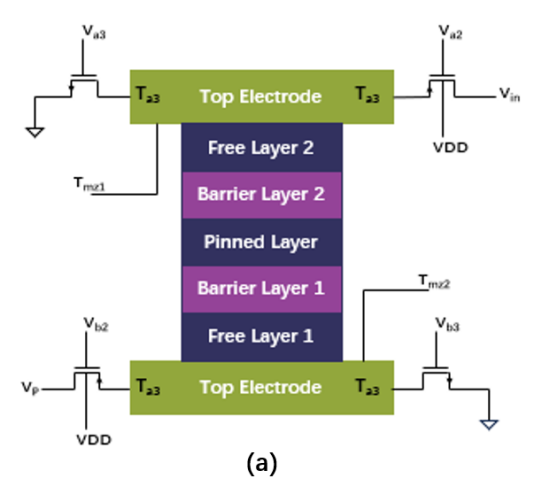 Va3
Va2
Ta3 Top Electrode Ta3
Vin
VDD
Free Layer 2
Tmz1
Barrier Layer 2
Pinned Layer
Barrier Layer 1
Tmz2
Free Layer 1
Vb2
Vb3
Vp
Ta3 Top Electrode Ta3
VDD
(a)